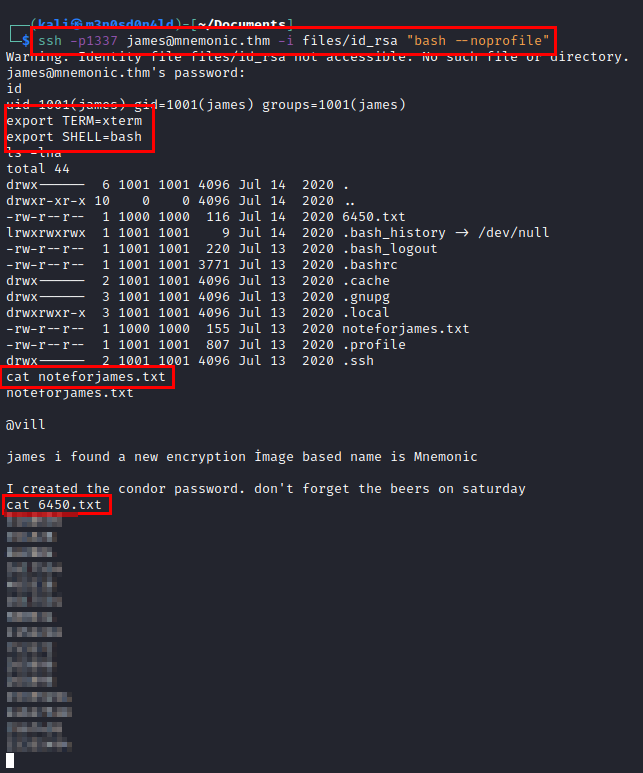 ┌──(kali㉿m3n0sd0n4ld)-[~/Documents]
└─$ ssh -p1337 james@mnemonic.thm -i files/id_rsa "bash --noprofile"
Warning: Identity file files/id_rsa not accessible: No such file or directory.
james@mnemonic.thm's password:
id
uid=1001(james) gid=1001(james) groups=1001(james)
export TERM=xterm
export SHELL=bash
ls -lna
total 44
drwx------  6 1001 1001 4096 Jul 14  2020 .
drwxr-xr-x 10    0    0 4096 Jul 14  2020 ..
-rw-r--r--  1 1000 1000  116 Jul 14  2020 6450.txt
lrwxrwxrwx  1 1001 1001    9 Jul 14  2020 .bash_history -> /dev/null
-rw-r--r--  1 1001 1001  220 Jul 13  2020 .bash_logout
-rw-r--r--  1 1001 1001 3771 Jul 13  2020 .bashrc
drwx------  2 1001 1001 4096 Jul 13  2020 .cache
drwx------  3 1001 1001 4096 Jul 13  2020 .gnupg
drwxrwxr-x  3 1001 1001 4096 Jul 13  2020 .local
-rw-r--r--  1 1000 1000  155 Jul 13  2020 noteforjames.txt
-rw-r--r--  1 1001 1001  807 Jul 13  2020 .profile
drwx------  2 1001 1001 4096 Jul 13  2020 .ssh
cat noteforjames.txt
noteforjames.txt
@vill
james i found a new encryption İmage based name is Mnemonic
I created the condor password. don't forget the beers on saturday
cat 6450.txt